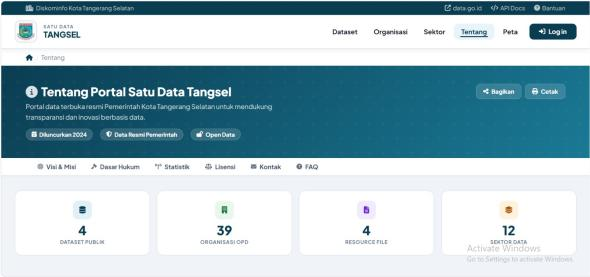 Diskominfo Kota Tangerang Selatan
data.go.id API Docs Bantuan
SATU DATA
TANGSEL
Dataset Organisasi Sektor Tentang Peta Login
Tentang
Tentang Portal Satu Data Tangsel
Portal data terbuka resmi Pemerintah Kota Tangerang Selatan untuk mendukung
transparansi dan inovasi berbasis data.
Bagikan Cetak
Diluncurkan 2024 Data Resmi Pemerintah Open Data
Visi & Misi Dasar Hukum Statistik Lisensi Kontak FAQ
4
DATASET PUBLIK
39
ORGANISASI OPD
4
RESOURCE FILE
12
SEKTOR DATA
Activate Windows
Go to Settings to activate Windows.